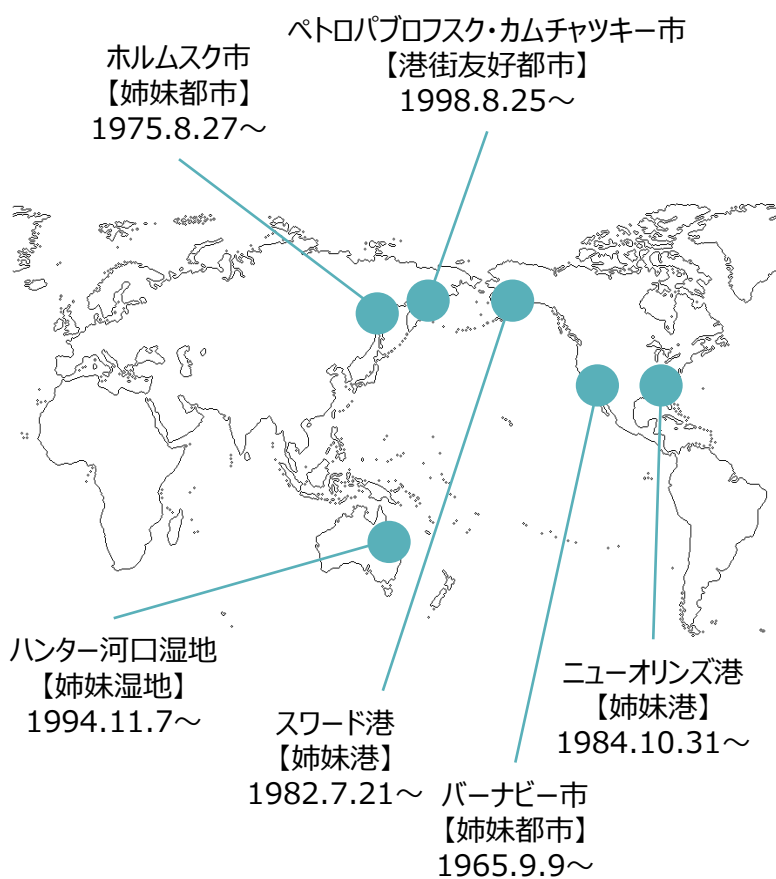 ペトロパブロフスク・カムチャツキー市
【港街友好都市】
1998.8.25～
ホルムスク市
【姉妹都市】
1975.8.27～
ハンター河口湿地
【姉妹湿地】
1994.11.7～
スワード港
【姉妹港】
1982.7.21～
ニューオリンズ港
【姉妹港】
1984.10.31～
バーナビー市
【姉妹都市】
1965.9.9～